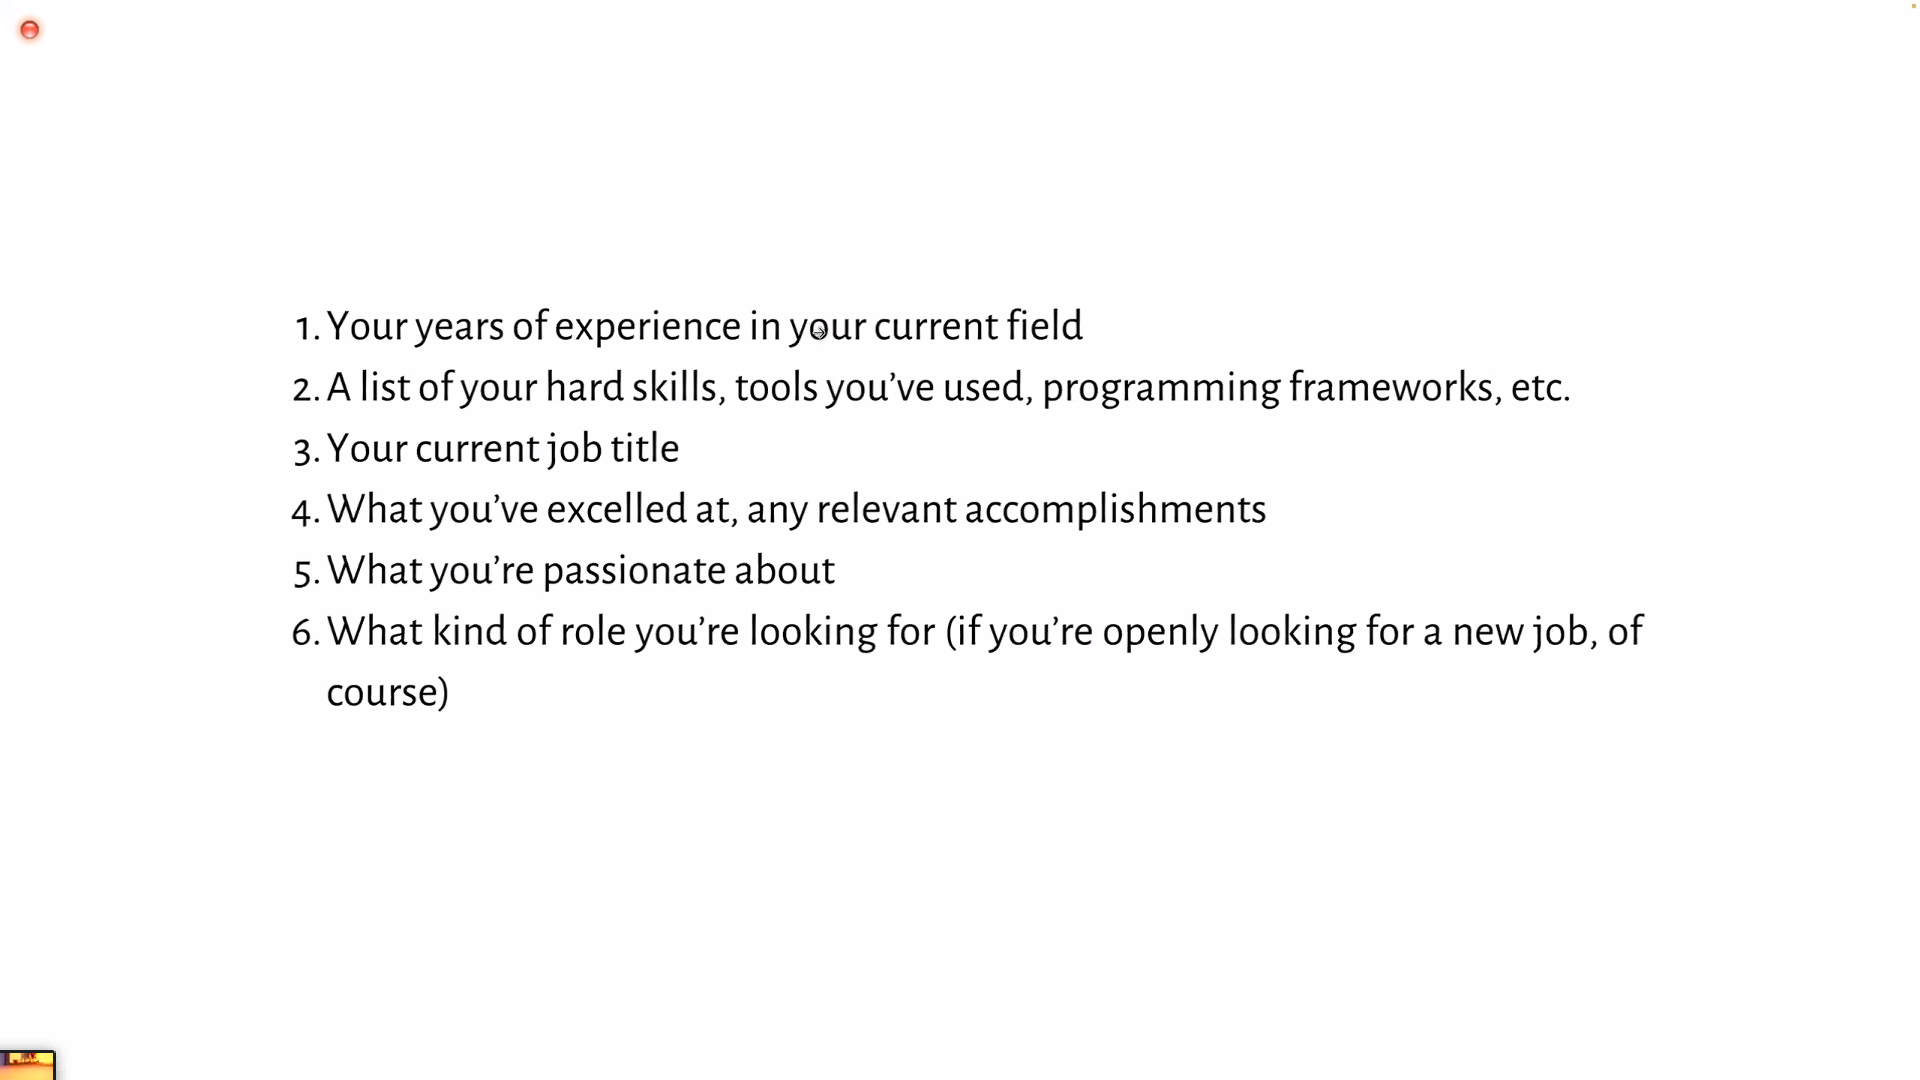 1. Your years of experience in your current field
2. A list of your hard skills, tools you’ve used, programming frameworks, etc.
3. Your current job title
4. What you’ve excelled at, any relevant accomplishments
5. What you’re passionate about
6. What kind of role you’re looking for (if you’re openly looking for a new job, of
course)